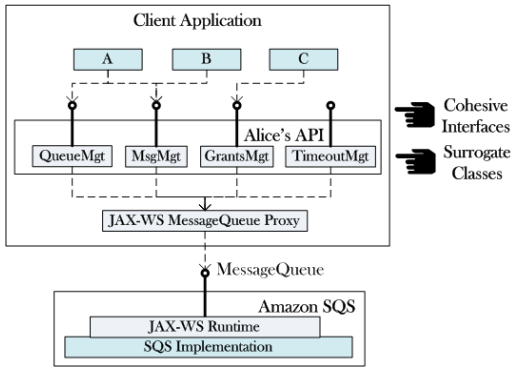 Client Application
A B C
Cohesive
Interfaces
Alice's API
QueueMgt MsgMgt GrantsMgt TimeoutMgt
Surrogate
Classes
JAX-WS MessageQueue Proxy
MessageQueue
Amazon SQS
JAX-WS Runtime
SQS Implementation